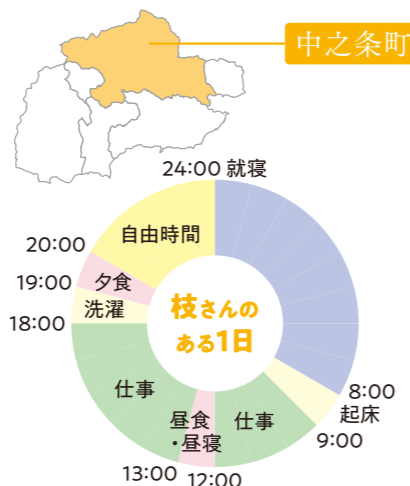 中之条町
24:00 就寝
自由時間
20:00
夕食
19:00
洗濯
18:00
枝さんの
ある1日
仕事
8:00
起床
9:00
昼食
・昼寝
仕事
13:00
12:00